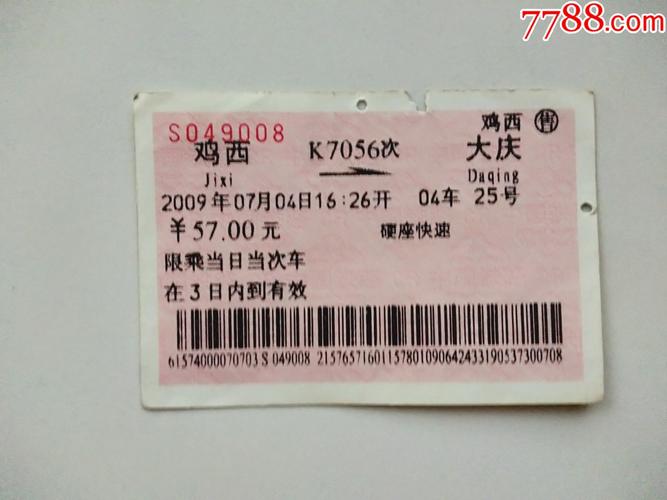 7788.com
鸡西 售
S049008
鸡西 K7056次 大庆
Jixi Daqing
2009年07月04日16:26开 04车 25号
￥57.00元 硬座快速
限乘当日当次车
在3日内到有效
61574000070703 S 049008 21576571601157801090642433190537300708